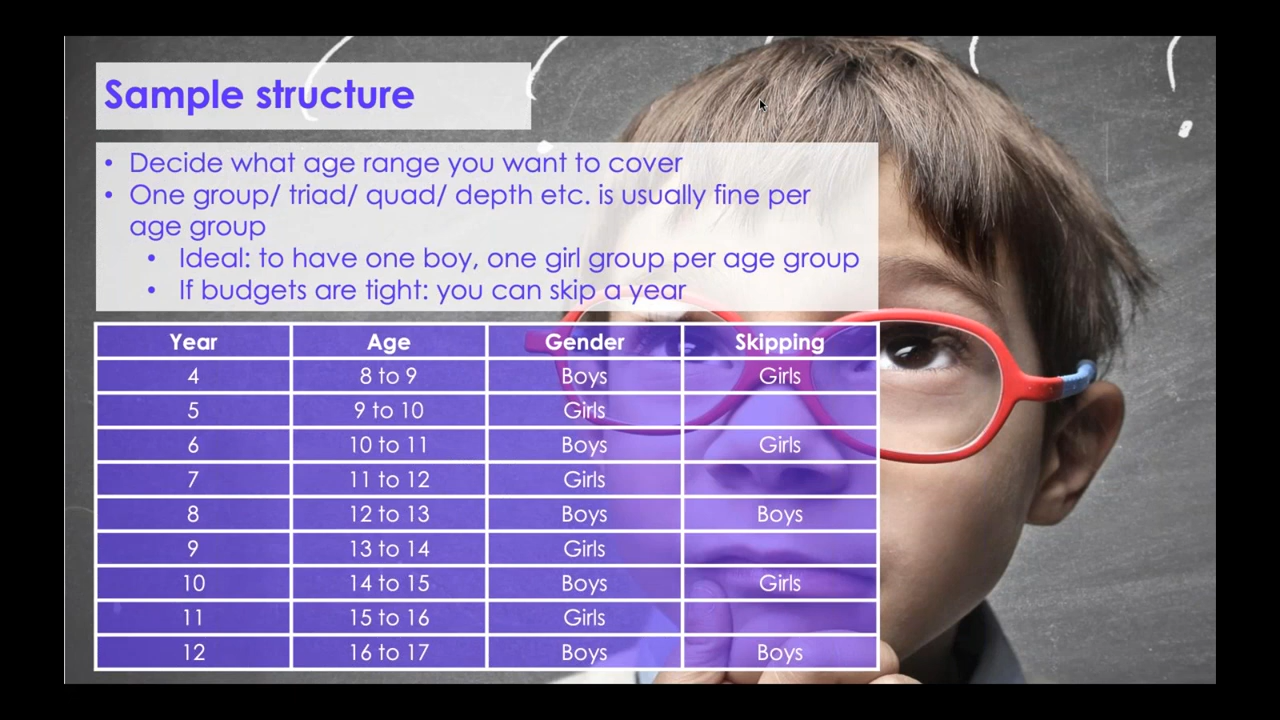 Sample structure
• Decide what age range you want to cover
• One group/ triad/ quad/ depth etc. is usually fine per
age group
• Ideal: to have one boy, one girl group per age group
• If budgets are tight: you can skip a year
Year Age Gender Skipping
4 8 to 9 Boys Girls
5 9 to 10 Girls
6 10 to 11 Boys Girls
7 11 to 12 Girls
8 12 to 13 Boys Boys
9 13 to 14 Girls
10 14 to 15 Boys Girls
11 15 to 16 Girls
12 16 to 17 Boys Boys